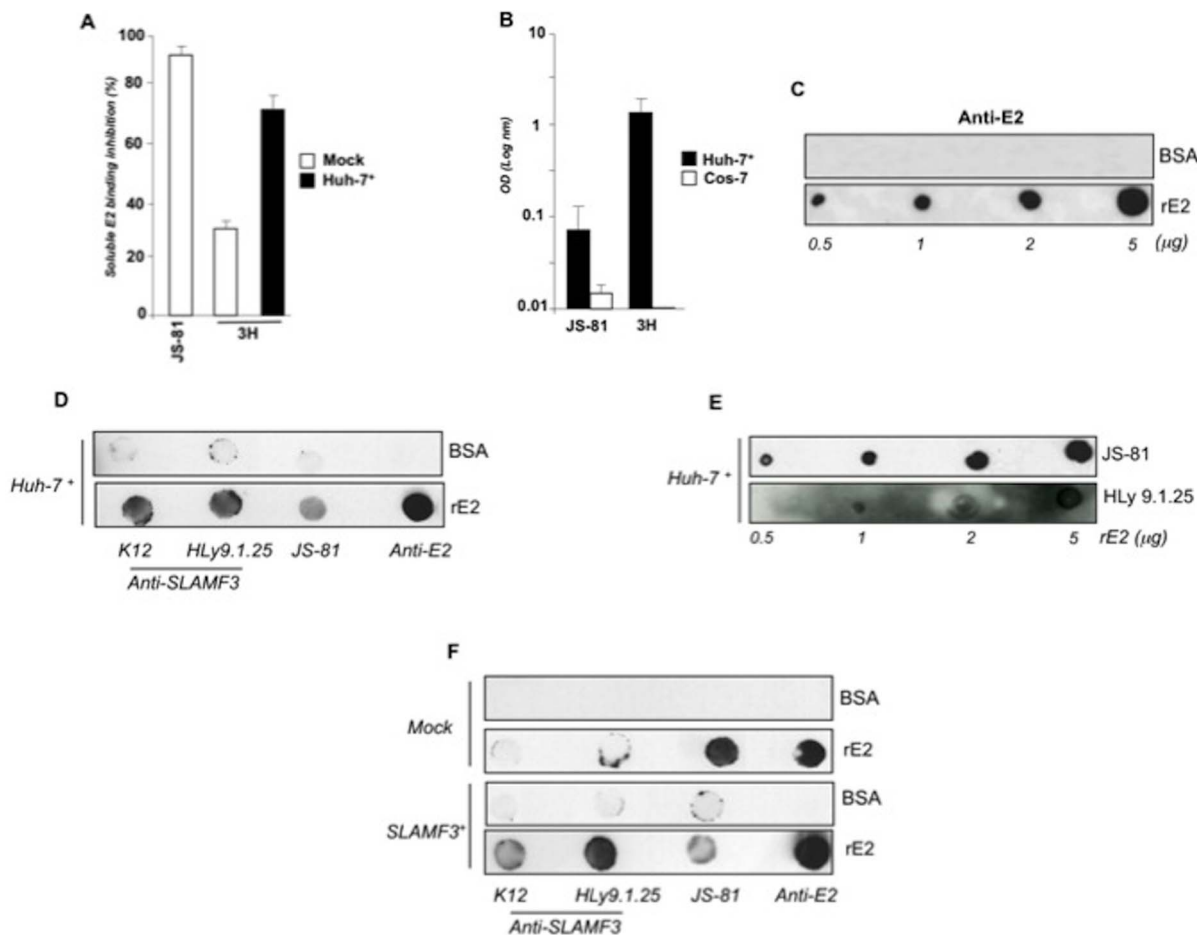 A
Soluble E2 binding inhibition (%)
100
80
60
40
20
0
JS-81
3H
Mock
Huh-7+
B
OD (Log nm)
10
1
0.1
0.01
JS-81
3H
Huh-7+
Cos-7
C
Anti-E2
BSA
rE2
0.5 1 2 5 (µg)
D
Huh-7 +
BSA
rE2
K12 HLy9.1.25 JS-81 Anti-E2
Anti-SLAMF3
E
Huh-7 +
JS-81
HLy 9.1.25
0.5 1 2 5 rE2 (µg)
F
Mock
BSA
rE2
SLAMF3+
BSA
rE2
K12 HLy9.1.25 JS-81 Anti-E2
Anti-SLAMF3